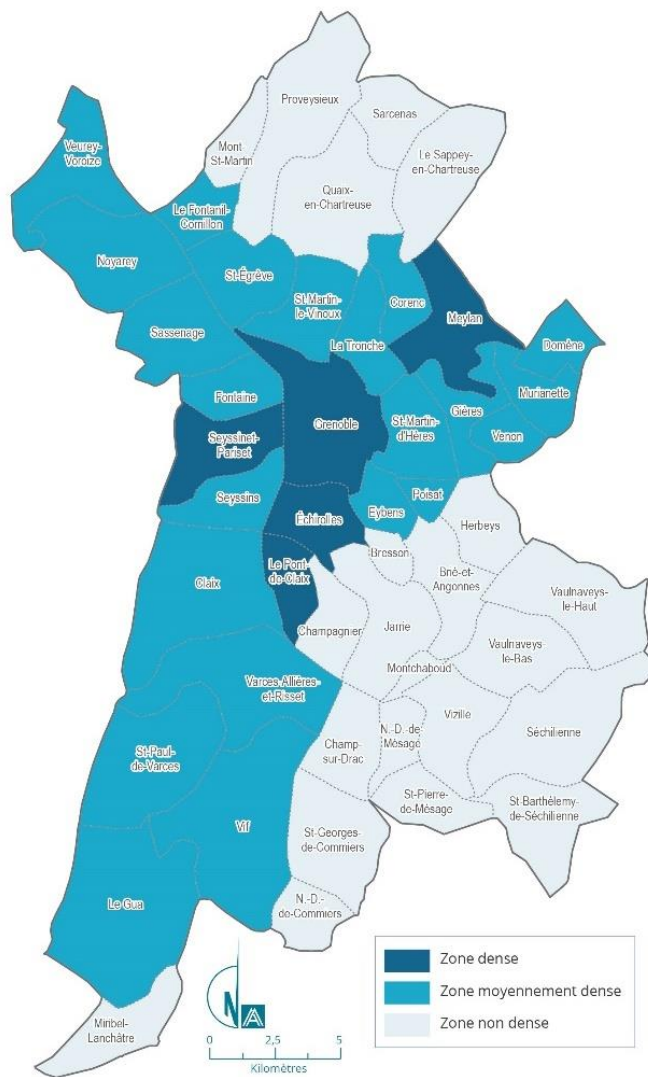 Proveysieux
Sarcenas
Mont
St-Martin
Le Sappey-
en-Chartreuse
Veurey-
Voroize
Quaix-
en-Chartreuse
Le Fontanil-
Cornillon
Noyarey
St-Égrève
St-Martin-
le-Vinoux
Corenc
Meylan
Sassenage
La Tronche
Domène
Fontaine
Murianette
Gières
Grenoble
St-Martin-
d'Hères
Seyssinet-
Pariset
Venon
Seyssins
Poisat
Échirolles
Eybens
Herbeys
Bresson
Le Pont-
de-Claix
Claix
Brié-et-
Angonnes
Vaulnaveys-
le-Haut
Champagnier
Jarrie
Vaulnaveys-
le-Bas
Montchaboud
Varces-Allières-
et-Risset
Vizille
N.-D.-de-
Mésage
Séchilienne
St-Paul-
de-Varces
Champ-
sur-Drac
St-Pierre-
de-Mésage
St-Barthélemy-
de-Séchilienne
Vif
St-Georges-
de-Commiers
Le Gua
N.-D.-
de-Commiers
Miribel-
Lanchâtre
N
0 2,5 5
Kilomètres
Zone dense
Zone moyennement dense
Zone non dense